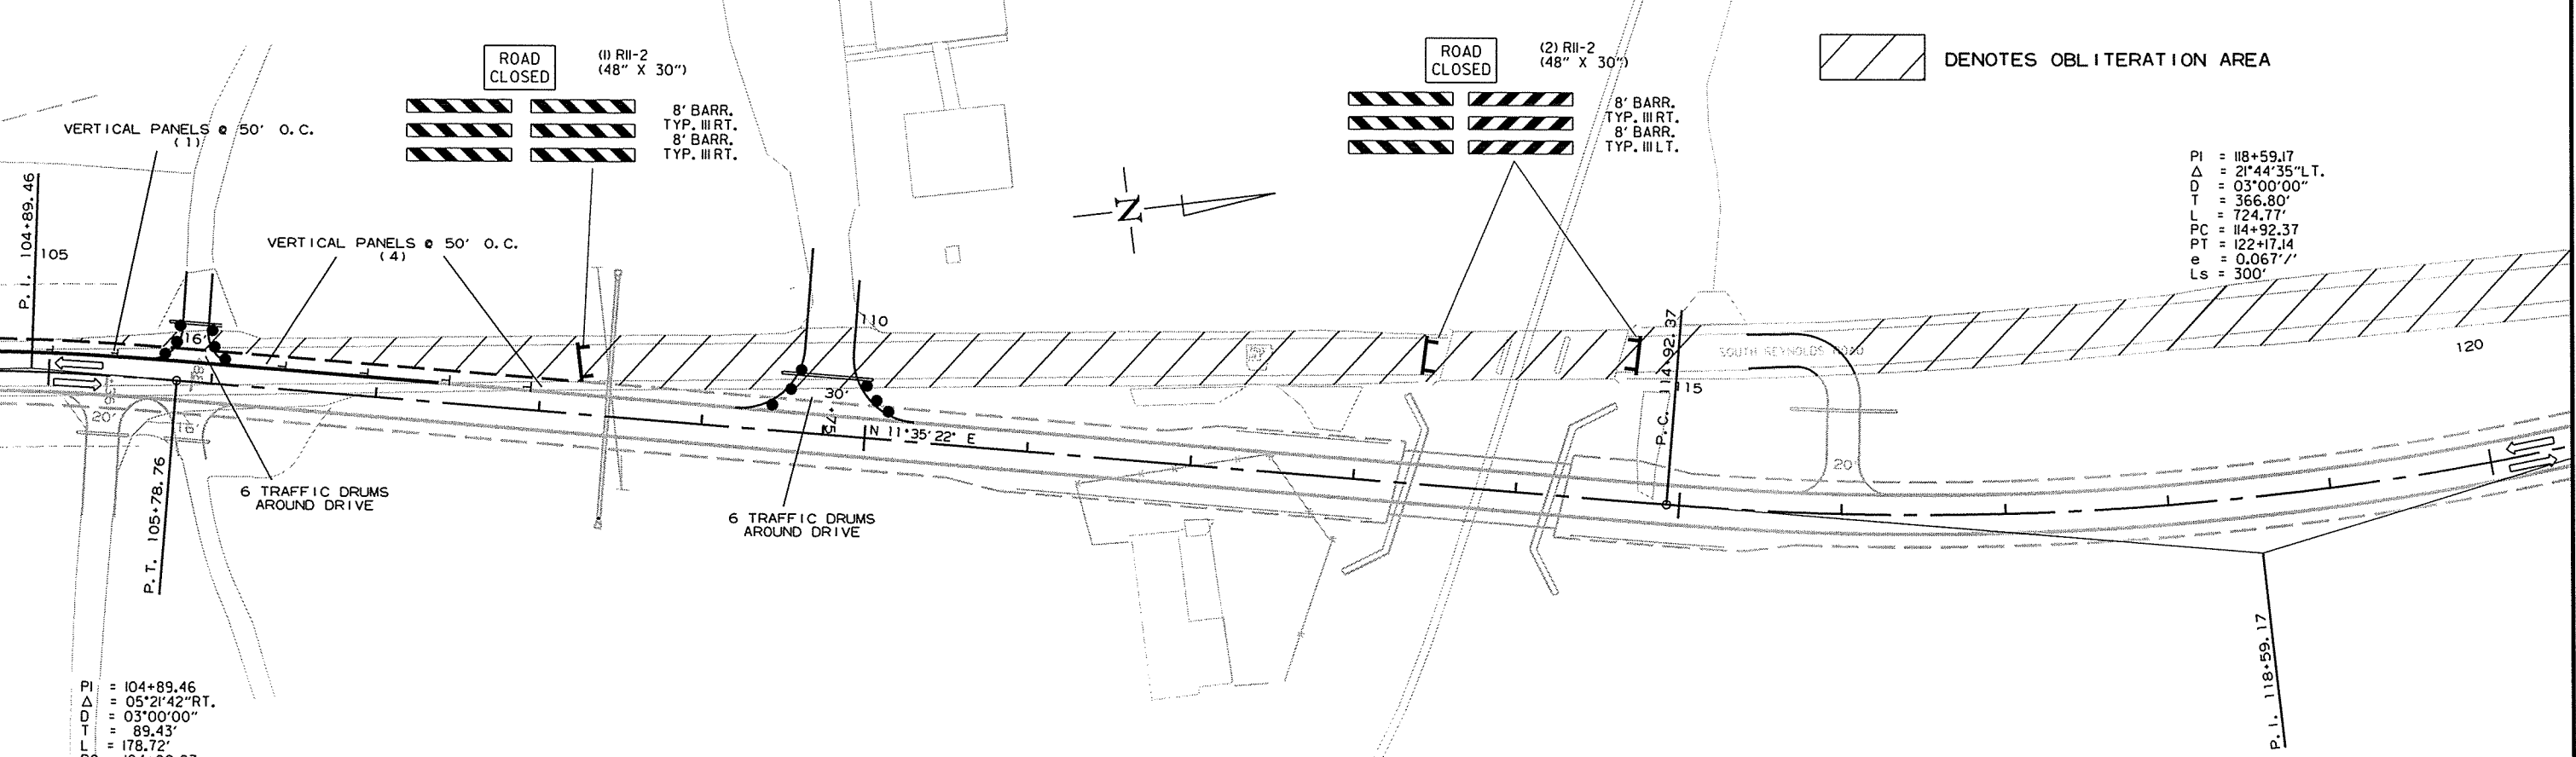 ROAD
CLOSED
(1) R11-2
(48" X 30")
8' BARR.
TYP. III RT.
8' BARR.
TYP. III RT.
ROAD
CLOSED
(2) R11-2
(48" X 30")
8' BARR.
TYP. III RT.
8' BARR.
TYP. III LT.
DENOTES OBLITERATION AREA
VERTICAL PANELS @ 50' O.C.
(1)
VERTICAL PANELS @ 50' O.C.
(4)
P.I. 104+89.46
105
N
PI = 118+59.17
Δ = 21°44'35" LT.
D = 03°00'00"
T = 366.80'
L = 724.77'
PC = 114+92.37
PT = 122+17.14
e = 0.067'/'
Ls = 300'
16'
110
30'
+75
N 11°35'22" E
P.C. 114+92.37
115
SOUTH REYNOLDS ROAD
120
20'
20'
P.T. 105+78.76
6 TRAFFIC DRUMS
AROUND DRIVE
6 TRAFFIC DRUMS
AROUND DRIVE
P.I. 118+59.17
PI = 104+89.46
Δ = 05°21'42" RT.
D = 03°00'00"
T = 89.43'
L = 178.72'